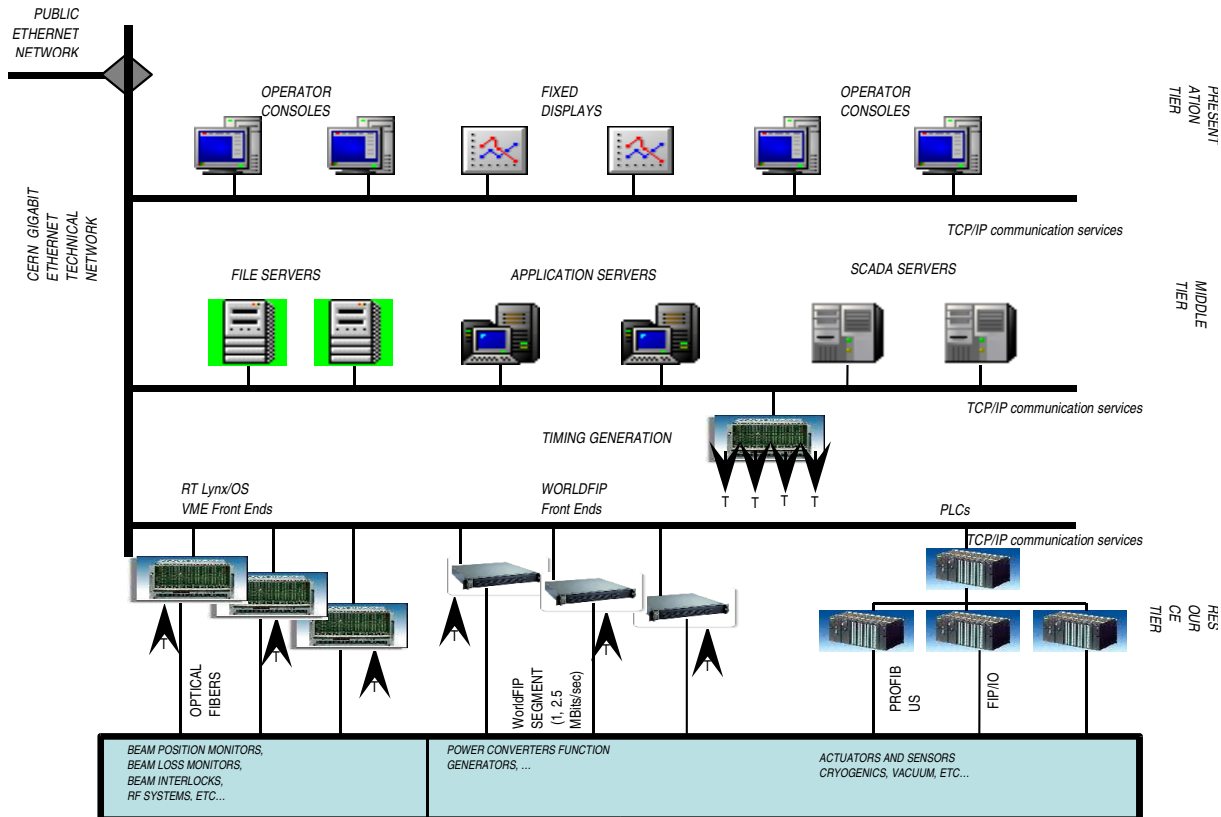 PUBLIC
ETHERNET
NETWORK
OPERATOR
CONSOLES
FIXED
DISPLAYS
OPERATOR
CONSOLES
PRESENT
ATION
TIER
CERN GIGABIT
ETHERNET
TECHNICAL
NETWORK
TCP/IP communication services
FILE SERVERS
APPLICATION SERVERS
SCADA SERVERS
MIDDLE
TIER
TCP/IP communication services
TIMING GENERATION
T
T
T
T
RT Lynx/OS
VME Front Ends
WORLDFIP
Front Ends
PLCs
TCP/IP communication services
RES
OUR
CE
TIER
T
T
T
T
T
T
OPTICAL
FIBERS
WorldFIP
SEGMENT
(1, 2.5
MBits/sec)
PROFIB
US
FIP/IO
BEAM POSITION MONITORS,
BEAM LOSS MONITORS,
BEAM INTERLOCKS,
RF SYSTEMS, ETC...
POWER CONVERTERS FUNCTION
GENERATORS, ...
ACTUATORS AND SENSORS
CRYOGENICS, VACUUM, ETC...